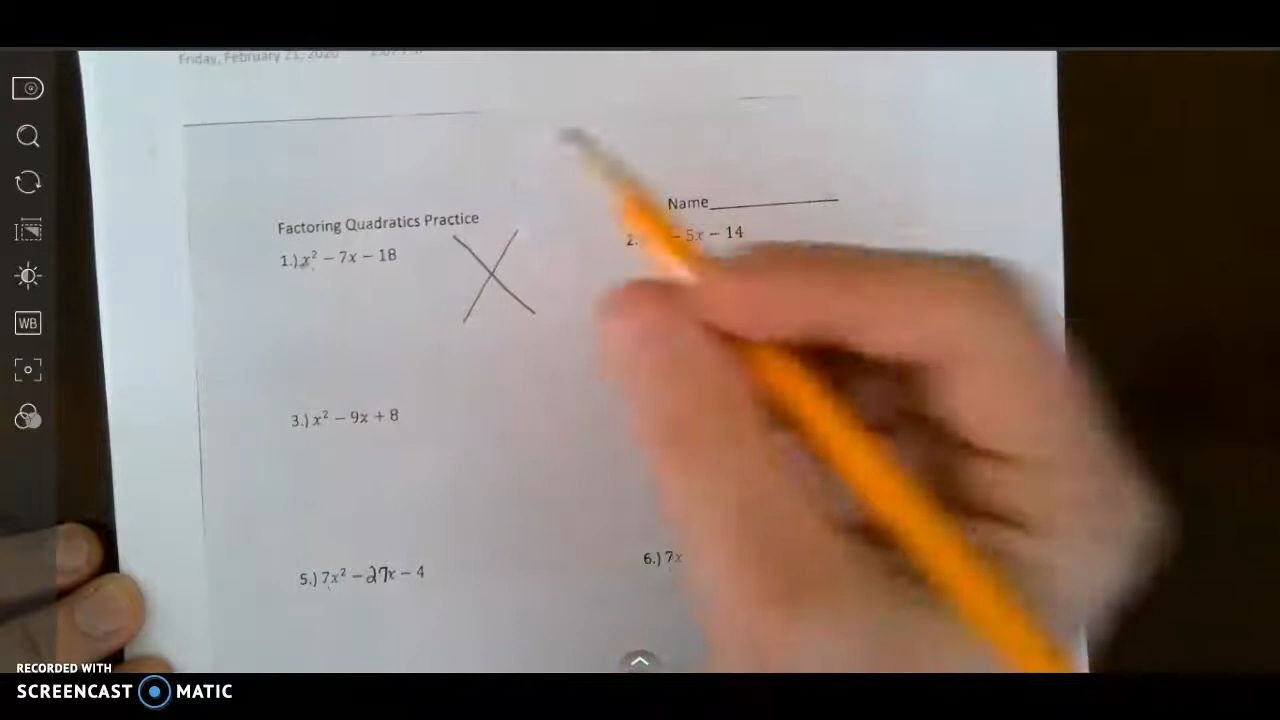 Friday, February 21, 2020
Name
Factoring Quadratics Practice
1.) x² − 7x − 18
2. − 5x − 14
3.) x² − 9x + 8
5.) 7x² − 27x − 4
6.) 7x
WB
RECORDED WITH
SCREENCAST MATIC